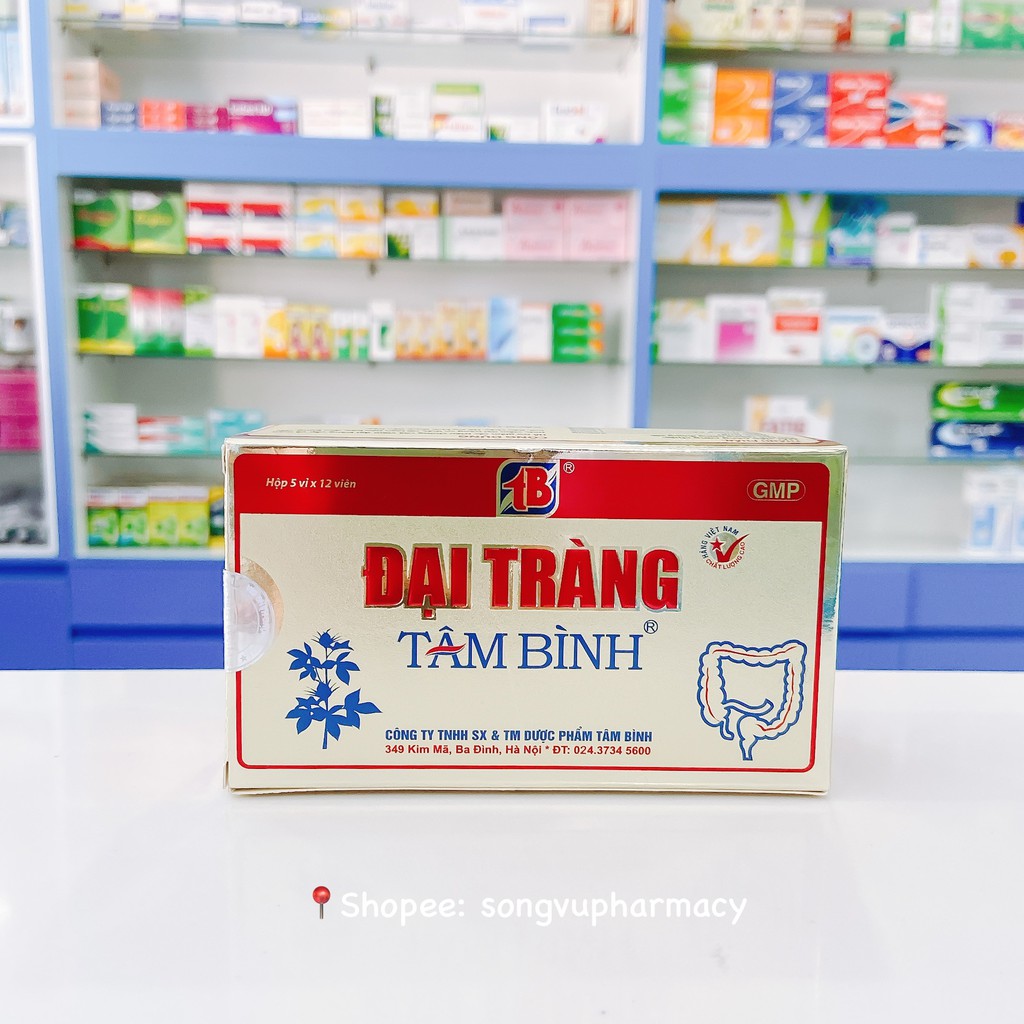 CÔNG DỤNG
Hộp 5 vỉ x 12 viên
TB®
GMP
HÀNG VIỆT NAM
CHẤT LƯỢNG CAO
ĐẠI TRÀNG
TÂM BÌNH®
CÔNG TY TNHH SX & TM DƯỢC PHẨM TÂM BÌNH
349 Kim Mã, Ba Đình, Hà Nội * ĐT: 024.3734 5600
Shopee: songvupharmacy